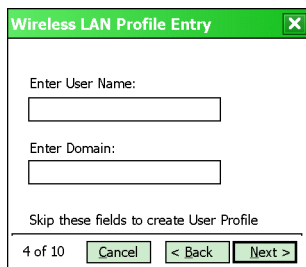 Wireless LAN Profile Entry
Enter User Name:
Enter Domain:
Skip these fields to create User Profile
4 of 10 Cancel < Back Next >